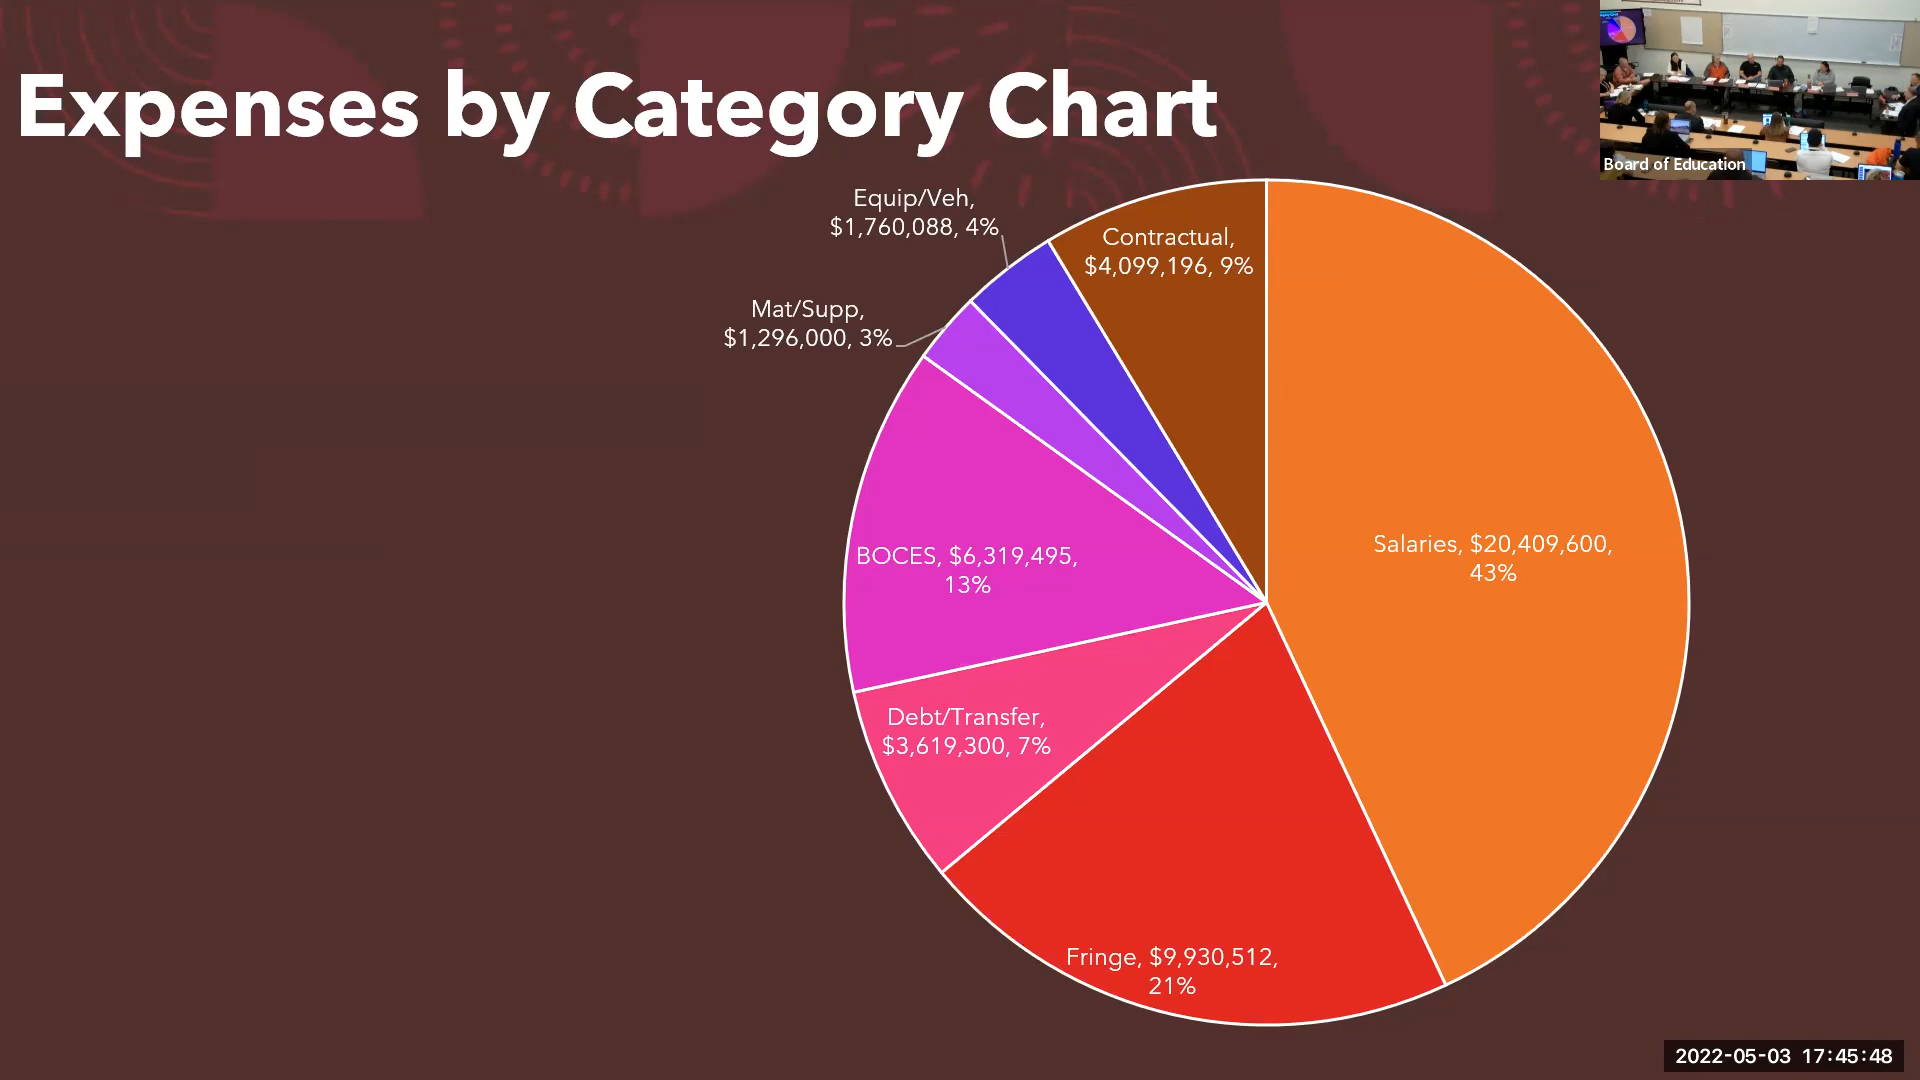 Expenses by Category Chart
Board of Education
Equip/Veh,
$1,760,088, 4%
Contractual,
$4,099,196, 9%
Mat/Supp,
$1,296,000, 3%
BOCES, $6,319,495,
13%
Salaries, $20,409,600,
43%
Debt/Transfer,
$3,619,300, 7%
Fringe, $9,930,512,
21%
2022-05-03 17:45:48